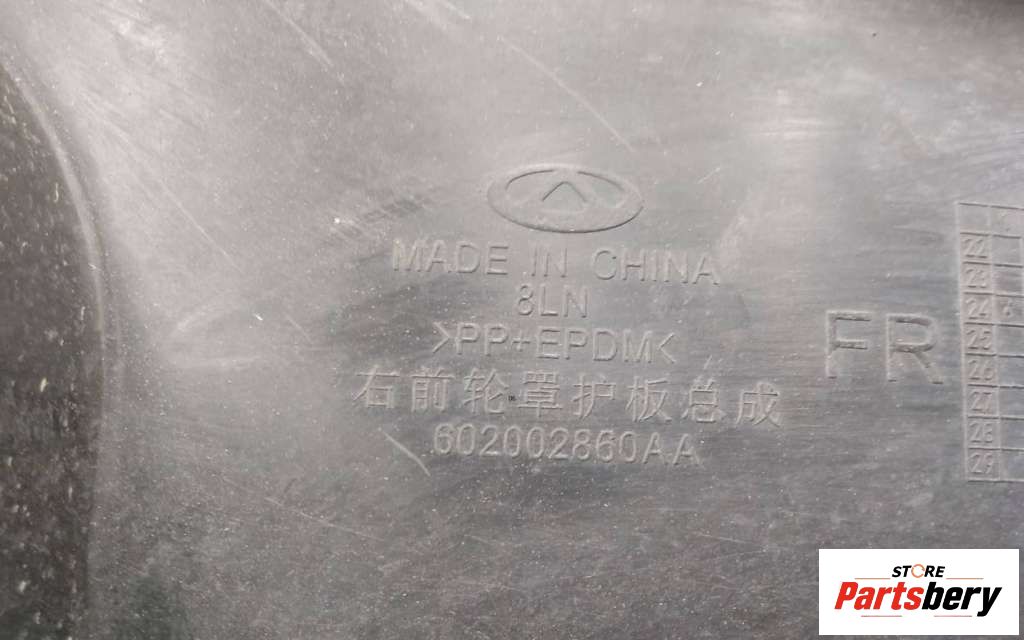 MADE IN CHINA
8LN
>PP+EPDM<
右前轮罩护板总成
602002860AA
FR
22
23
24
25
26
27
28
29
STORE
Partsbery